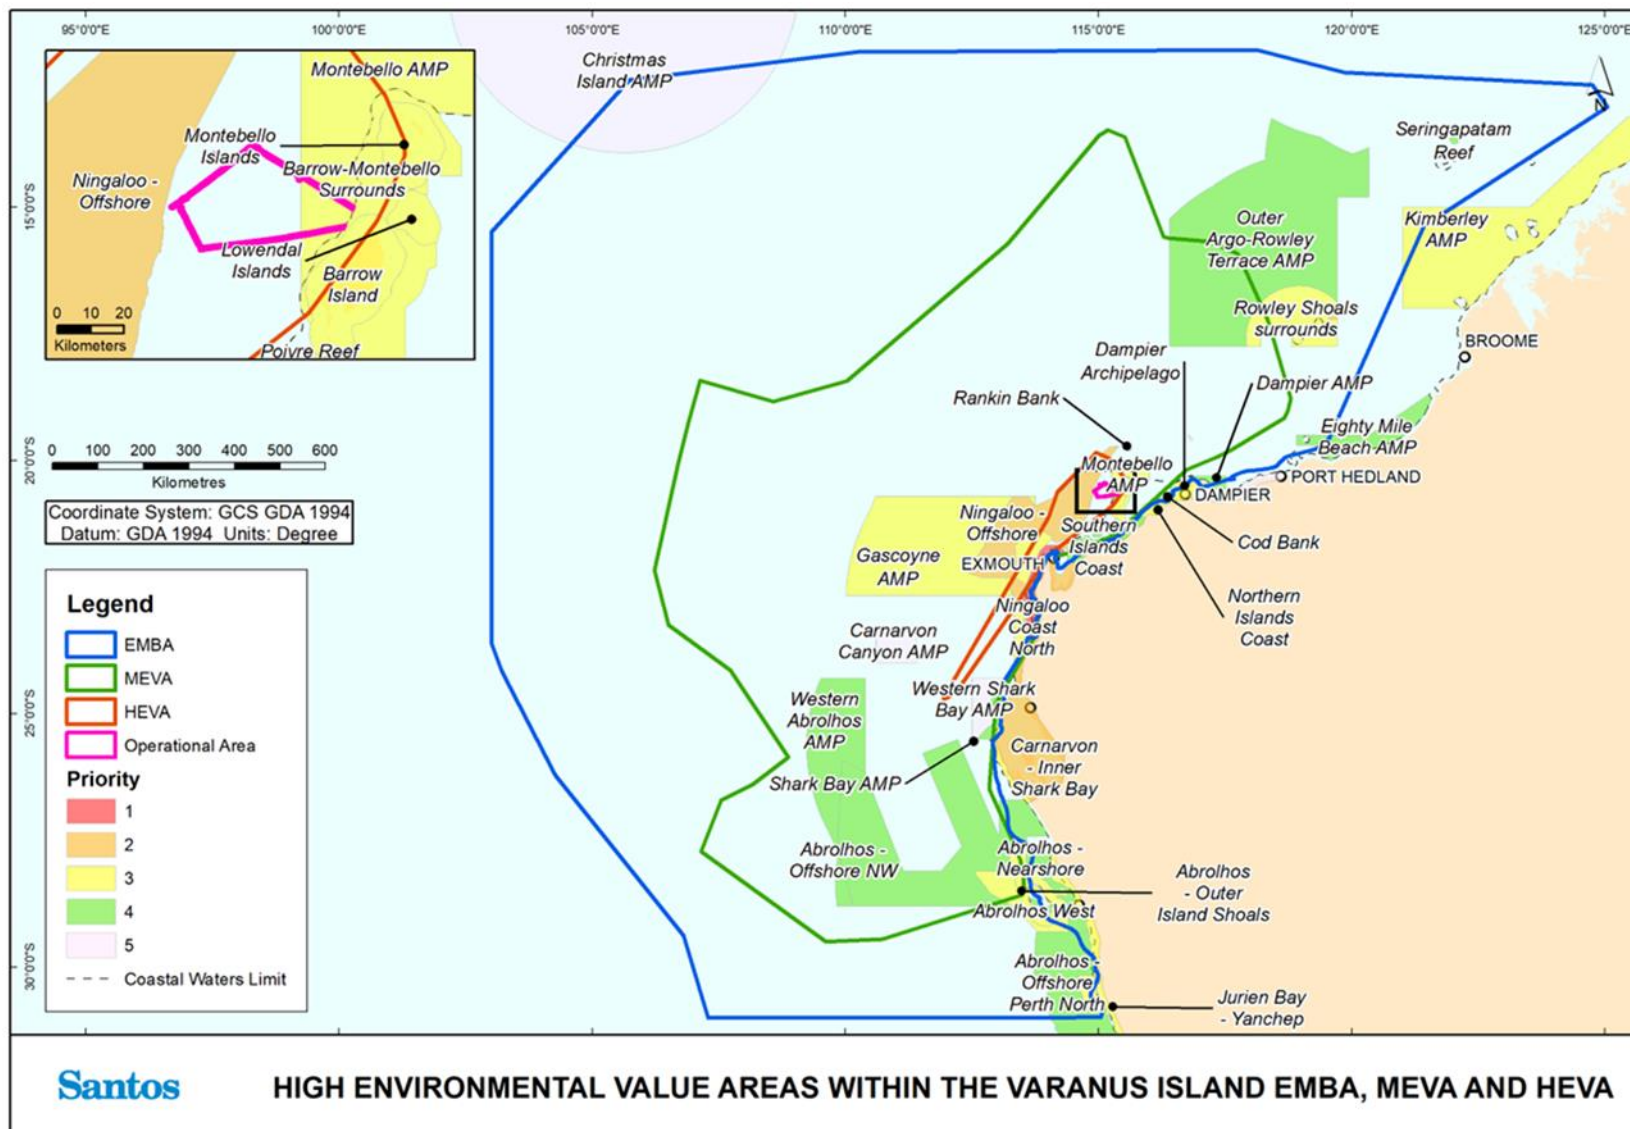 95°0'0"E
100°0'0"E
105°0'0"E
110°0'0"E
115°0'0"E
120°0'0"E
125°0'0"E
15°0'0"S
20°0'0"S
25°0'0"S
30°0'0"S
Montebello AMP
Montebello
Islands
Barrow-Montebello
Surrounds
Ningaloo -
Offshore
Lowendal
Islands
Barrow
Island
Poivre Reef
0 10 20
Kilometers
Christmas
Island AMP
N
Seringapatam
Reef
Kimberley
AMP
Outer
Argo-Rowley
Terrace AMP
Rowley Shoals
surrounds
BROOME
Dampier
Archipelago
Dampier AMP
Rankin Bank
Eighty Mile
Beach AMP
Montebello
AMP
PORT HEDLAND
DAMPIER
Ningaloo -
Offshore
Southern
Islands
Coast
Cod Bank
Gascoyne
AMP
EXMOUTH
Northern
Islands
Coast
Ningaloo
Coast
North
Carnarvon
Canyon AMP
Western Shark
Bay AMP
Western
Abrolhos
AMP
Carnarvon
- Inner
Shark Bay
Shark Bay AMP
Abrolhos -
Offshore NW
Abrolhos -
Nearshore
Abrolhos
- Outer
Island Shoals
Abrolhos West
Abrolhos -
Offshore
Perth North
Jurien Bay
- Yanchep
0 100 200 300 400 500 600
Kilometres
Coordinate System: GCS GDA 1994
Datum: GDA 1994 Units: Degree
Legend
EMBA
MEVA
HEVA
Operational Area
Priority
1
2
3
4
5
Coastal Waters Limit
Santos
HIGH ENVIRONMENTAL VALUE AREAS WITHIN THE VARANUS ISLAND EMBA, MEVA AND HEVA